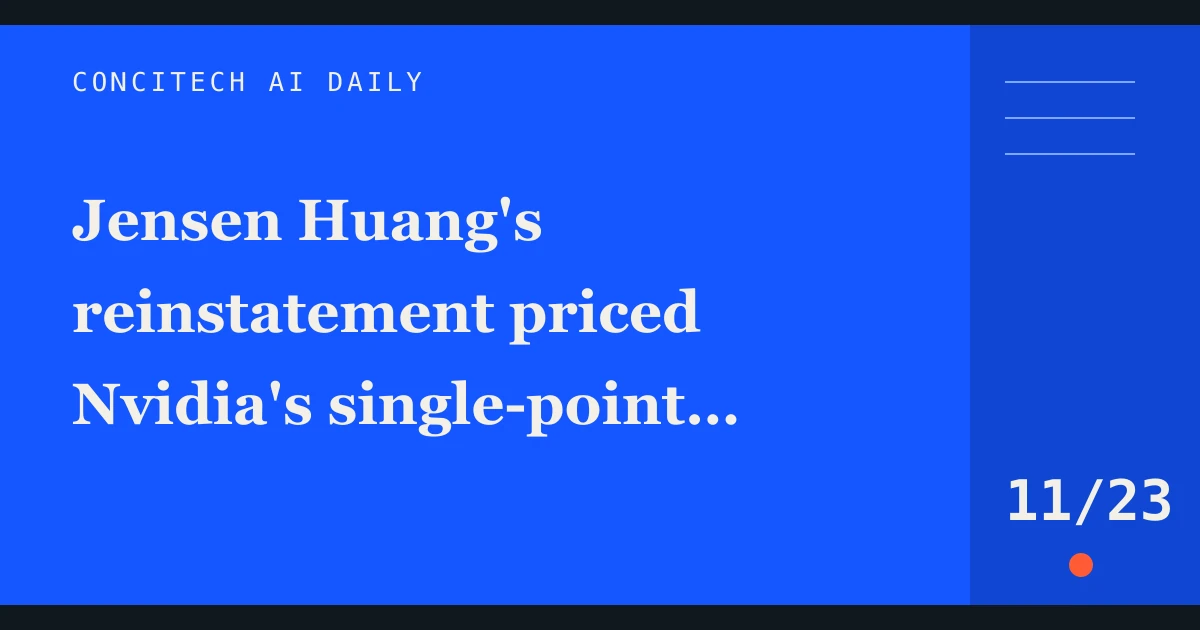 CONCITECH AI DAILY
Jensen Huang's
reinstatement priced
Nvidia's single-point...
11/23